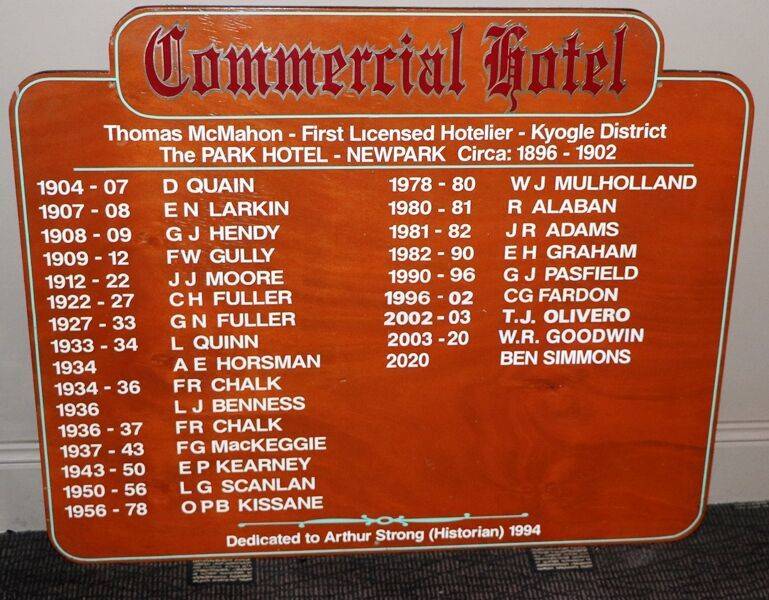 Commercial Hotel
Thomas McMahon - First Licensed Hotelier - Kyogle District
The PARK HOTEL - NEWPARK Circa: 1896 - 1902
1904 - 07 D QUAIN
1907 - 08 E N LARKIN
1908 - 09 G J HENDY
1909 - 12 FW GULLY
1912 - 22 J J MOORE
1922 - 27 C H FULLER
1927 - 33 G N FULLER
1933 - 34 L QUINN
1934 A E HORSMAN
1934 - 36 FR CHALK
1936 L J BENNESS
1936 - 37 FR CHALK
1937 - 43 FG MacKEGGIE
1943 - 50 E P KEARNEY
1950 - 56 L G SCANLAN
1956 - 78 O P B KISSANE
1978 - 80 W J MULHOLLAND
1980 - 81 R ALABAN
1981 - 82 J R ADAMS
1982 - 90 E H GRAHAM
1990 - 96 G J PASFIELD
1996 - 02 CG FARDON
2002 - 03 T.J. OLIVERO
2003 - 20 W.R. GOODWIN
2020 BEN SIMMONS
Dedicated to Arthur Strong (Historian) 1994